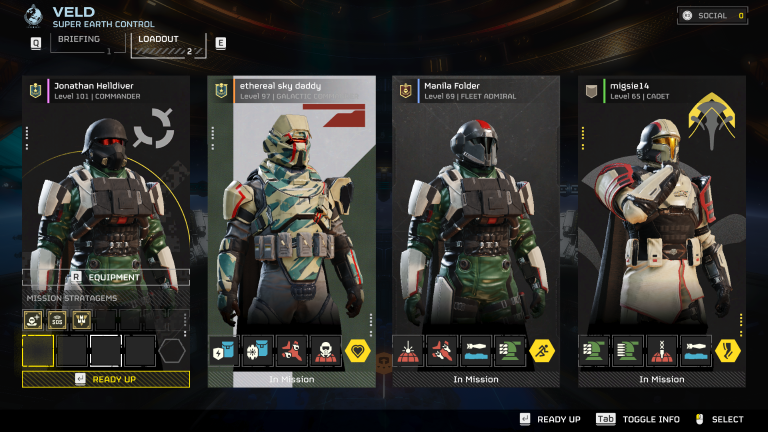 VELD
SUPER EARTH CONTROL
Q
BRIEFING
1
LOADOUT
2
E
SOCIAL 0
Jonathan Helldiver
Level 101 | COMMANDER
R EQUIPMENT
MISSION STRATAGEMS
SOS
READY UP
ethereal sky daddy
Level 97 | GALACTIC
In Mission
Manila Folder
Level 69 | FLEET ADMIRAL
In Mission
migsie14
Level 65 | CADET
In Mission
READY UP
Tab TOGGLE INFO
SELECT